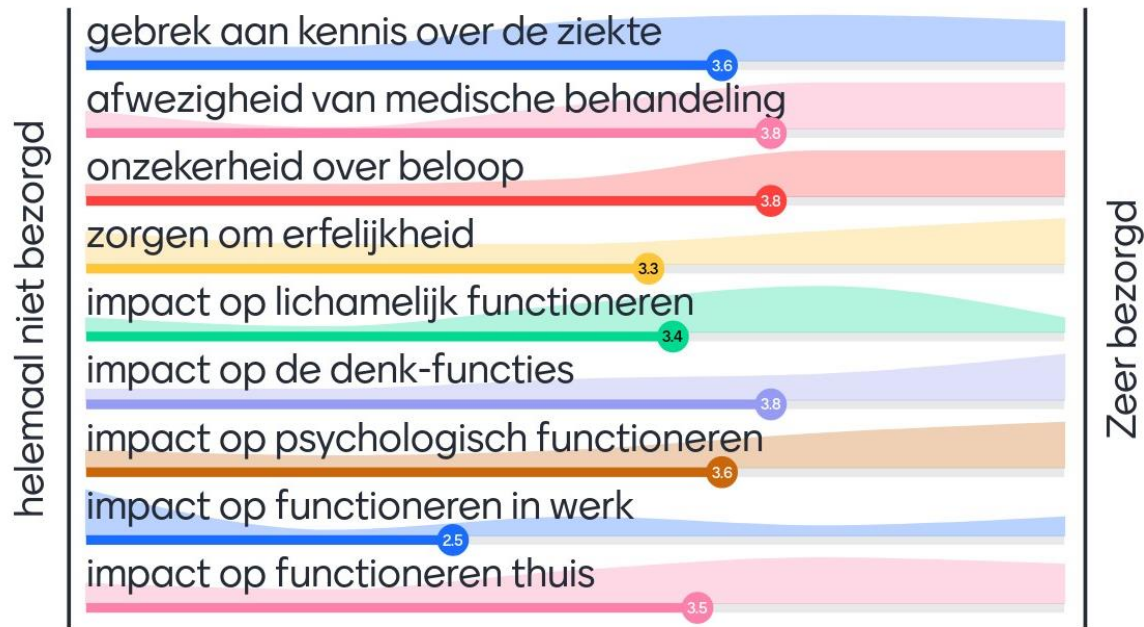 helemaal niet bezorgd
gebrek aan kennis over de ziekte
3.6
afwezigheid van medische behandeling
3.8
onzekerheid over beloop
3.8
zorgen om erfelijkheid
3.3
impact op lichamelijk functioneren
3.4
impact op de denk-functies
3.8
impact op psychologisch functioneren
3.6
impact op functioneren in werk
2.5
impact op functioneren thuis
3.5
Zeer bezorgd